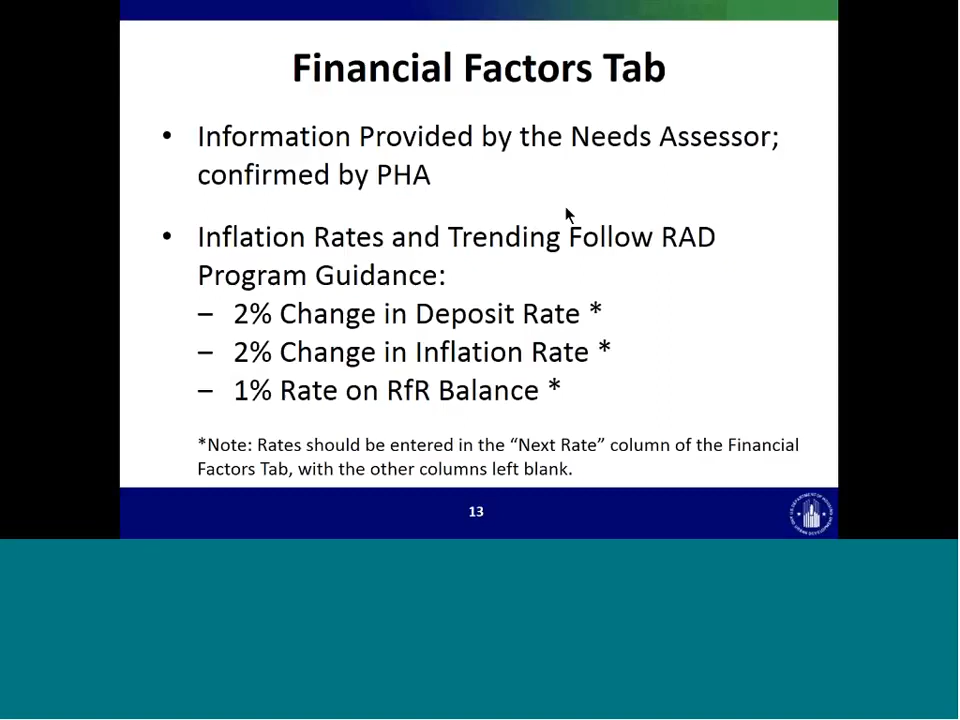 Financial Factors Tab
• Information Provided by the Needs Assessor;
confirmed by PHA
• Inflation Rates and Trending Follow RAD
Program Guidance:
– 2% Change in Deposit Rate *
– 2% Change in Inflation Rate *
– 1% Rate on RfR Balance *
*Note: Rates should be entered in the “Next Rate” column of the Financial
Factors Tab, with the other columns left blank.
13